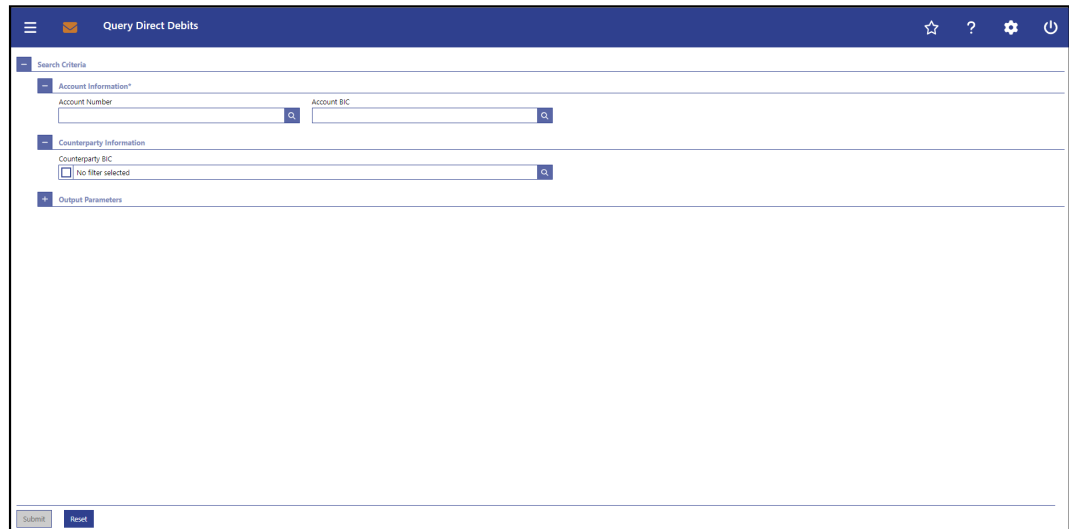 Query Direct Debits
?
Search Criteria
Account Information*
Account Number Account BIC
Counterparty Information
Counterparty BIC
No filter selected
Output Parameters
Submit Reset